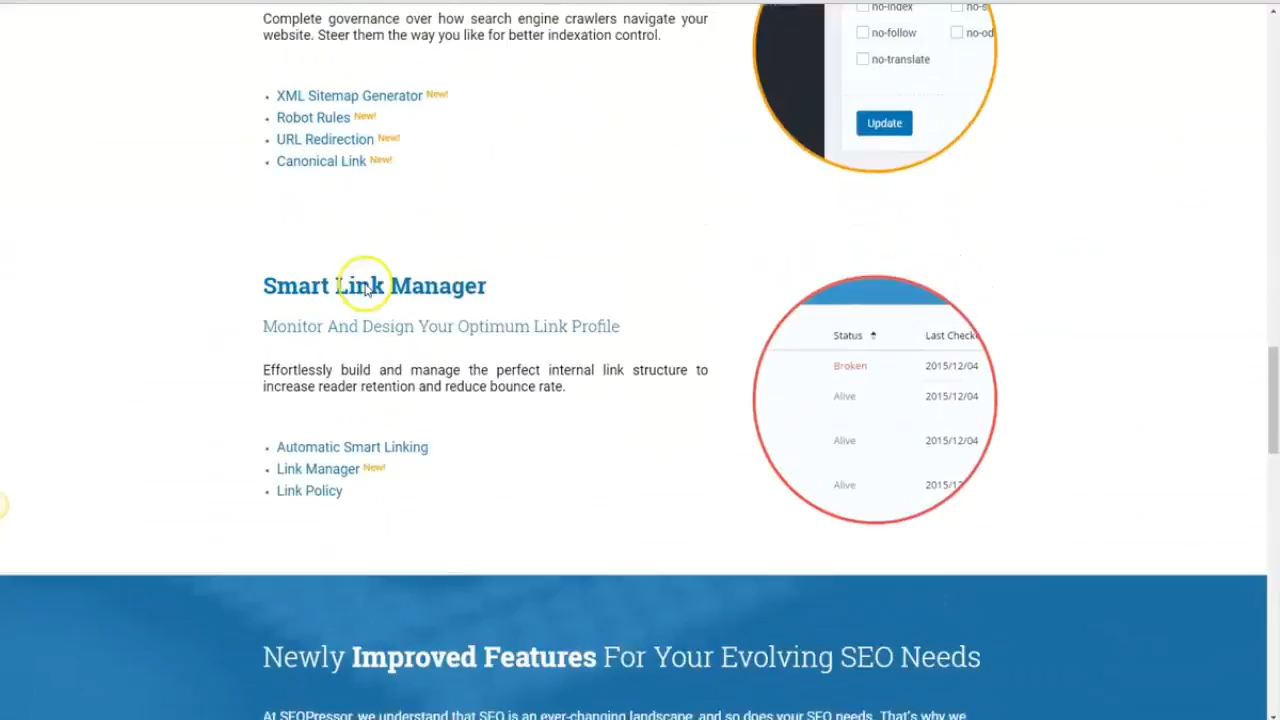 Complete governance over how search engine crawlers navigate your
website. Steer them the way you like for better indexation control.
XML Sitemap Generator New!
Robot Rules New!
URL Redirection New!
Canonical Link New!
no-index
no-follow
no-translate
Update
Smart Link Manager
Monitor And Design Your Optimum Link Profile
Effortlessly build and manage the perfect internal link structure to
increase reader retention and reduce bounce rate.
Automatic Smart Linking
Link Manager New!
Link Policy
Status Last Checke
Broken 2015/12/04
Alive 2015/12/04
Alive 2015/12/04
Alive 2015/12
Newly Improved Features For Your Evolving SEO Needs
At SEOPressor, we understand that SEO is an ever-changing landscape, and so does your SEO needs. That's why we